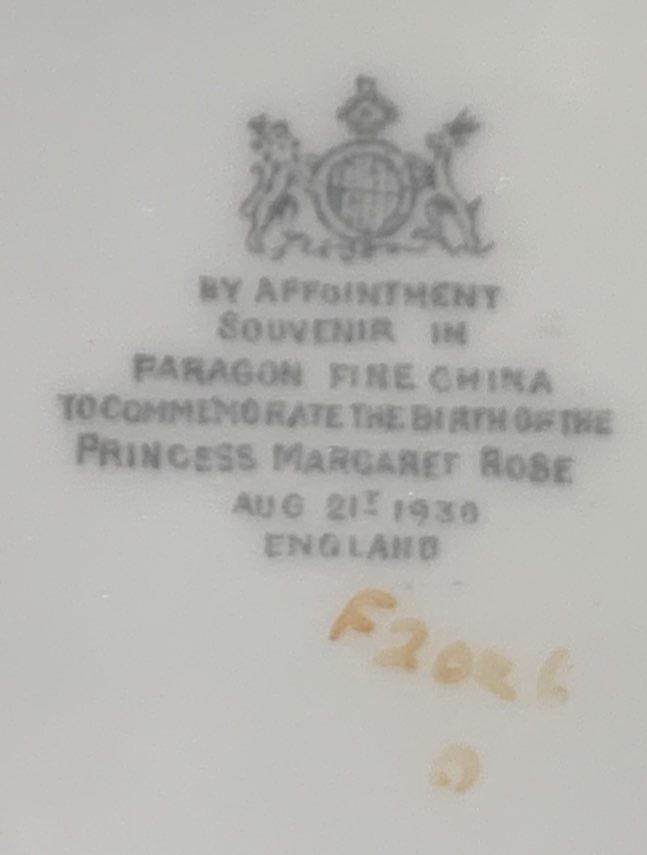 BY APPOINTMENT
SOUVENIR IN
PARAGON FINE CHINA
TO COMMEMORATE THE BIRTH OF THE
PRINCESS MARGARET ROSE
AUG 21ST 1930
ENGLAND